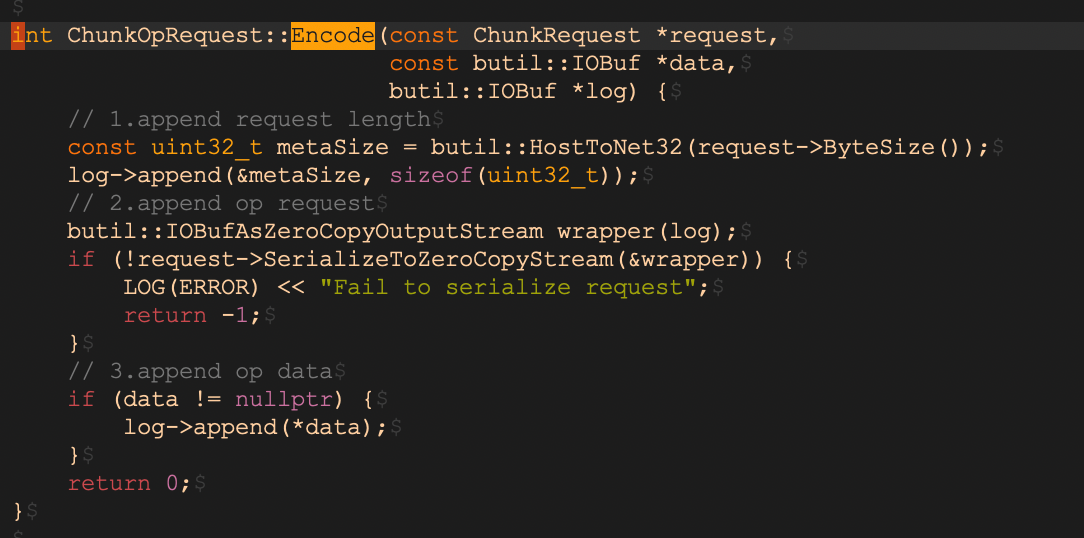 $
int ChunkOpRequest::Encode(const ChunkRequest *request,$
                           const butil::IOBuf *data,$
                           butil::IOBuf *log) {$
    // 1.append request length$
    const uint32_t metaSize = butil::HostToNet32(request->ByteSize());$
    log->append(&metaSize, sizeof(uint32_t));$
    // 2.append op request$
    butil::IOBufAsZeroCopyOutputStream wrapper(log);$
    if (!request->SerializeToZeroCopyStream(&wrapper)) {$
        LOG(ERROR) << "Fail to serialize request";$
        return -1;$
    }$
    // 3.append op data$
    if (data != nullptr) {$
        log->append(*data);$
    }$
    return 0;$
}$
$